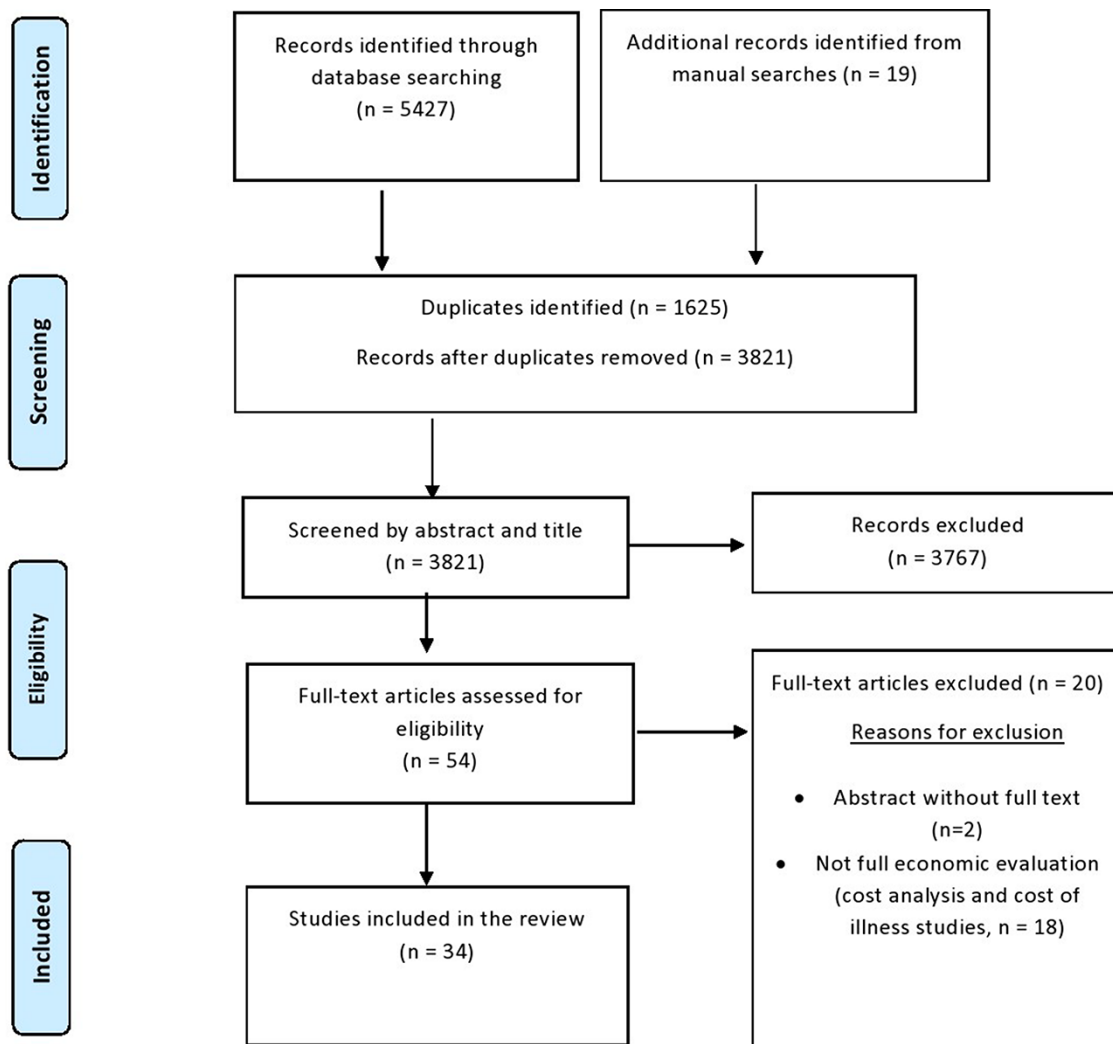 Identification
Records identified through
database searching
(n = 5427)
Additional records identified from
manual searches (n = 19)
Screening
Duplicates identified (n = 1625)
Records after duplicates removed (n = 3821)
Screened by abstract and title
(n = 3821)
Records excluded
(n = 3767)
Eligibility
Full-text articles assessed for
eligibility
(n = 54)
Full-text articles excluded (n = 20)
Reasons for exclusion
• Abstract without full text
(n=2)
• Not full economic evaluation
(cost analysis and cost of
illness studies, n = 18)
Included
Studies included in the review
(n = 34)